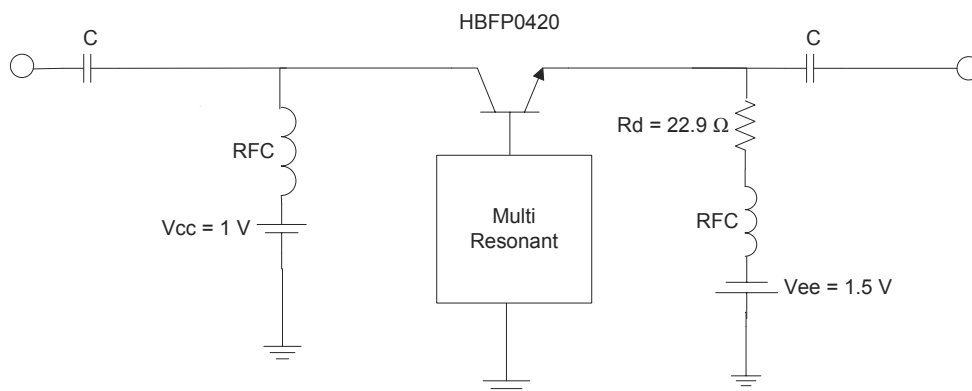 HBFP0420
C
C
Rd = 22.9 Ω
RFC
Vcc = 1 V
Multi
Resonant
RFC
Vee = 1.5 V